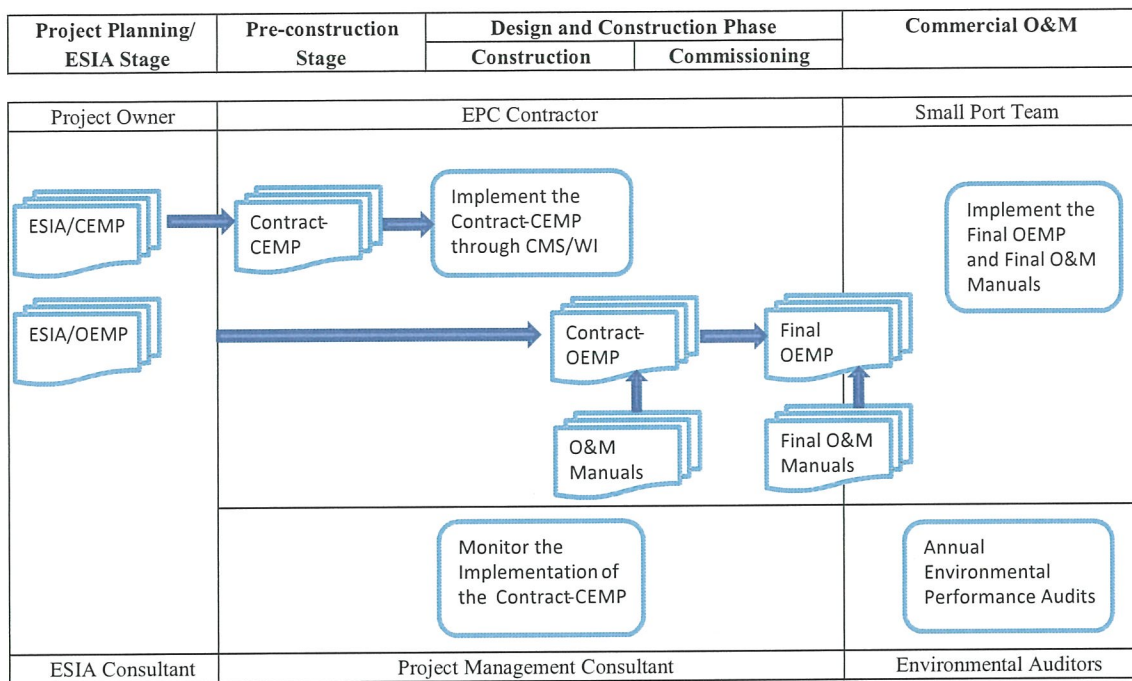 Project Planning/
ESIA Stage
Pre-construction
Stage
Design and Construction Phase
Construction
Commissioning
Commercial O&M
Project Owner
EPC Contractor
Small Port Team
ESIA/CEMP
Contract-
CEMP
Implement the
Contract-CEMP
through CMS/WI
Implement the
Final OEMP
and Final O&M
Manuals
ESIA/OEMP
Contract-
OEMP
Final
OEMP
O&M
Manuals
Final O&M
Manuals
Monitor the
Implementation of
the Contract-CEMP
Annual
Environmental
Performance Audits
ESIA Consultant
Project Management Consultant
Environmental Auditors